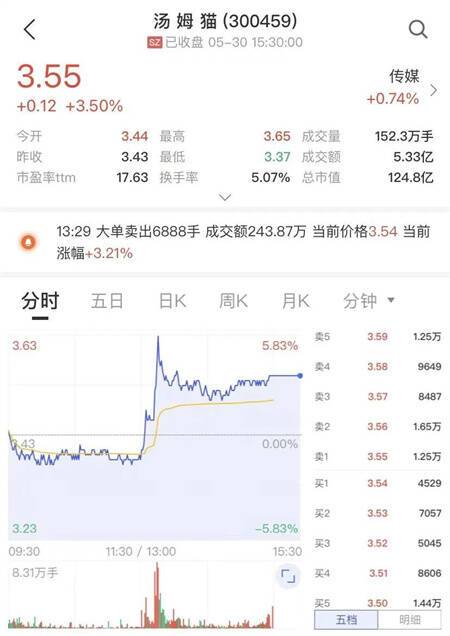 汤 姆 猫 (300459)
SZ 已收盘 05-30 15:30:00
3.55
+0.12 +3.50%
传媒
+0.74%
今开 3.44 最高 3.65 成交量 152.3万手
昨收 3.43 最低 3.37 成交额 5.33亿
市盈率ttm 17.63 换手率 5.07% 总市值 124.8亿
13:29 大单卖出6888手 成交额243.87万 当前价格3.54 当前
涨幅+3.21%
分时 五日 日K 周K 月K 分钟
3.63 5.83%
3.43 0.00%
3.23 -5.83%
09:30 11:30 / 13:00 15:30
8.31万手
卖5 3.59 1.25万
卖4 3.58 9649
卖3 3.57 8487
卖2 3.56 1.65万
卖1 3.55 1.25万
买1 3.54 4529
买2 3.53 7057
买3 3.52 5045
买4 3.51 8606
买5 3.50 1.44万
五档 明细